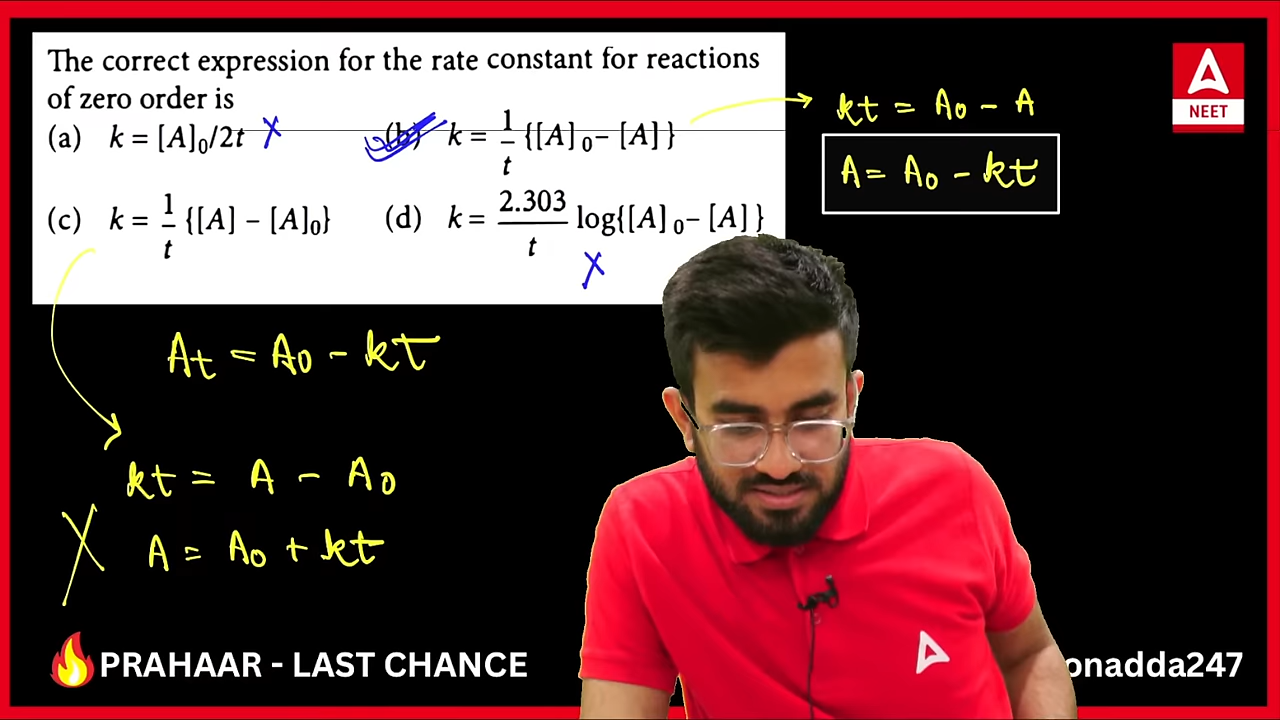 The correct expression for the rate constant for reactions
of zero order is
(a) k = [A]₀/2t X
(b) k = 1/t {[A]₀ – [A]}
(c) k = 1/t {[A] – [A]₀}
(d) k = 2.303/t log{[A]₀ – [A]}
X
kt = A₀ – A
A = A₀ – kt
At = A₀ – kt
kt = A – A₀
X A = A₀ + kt
A
NEET
PRAHAAR - LAST CHANCE
onadda247